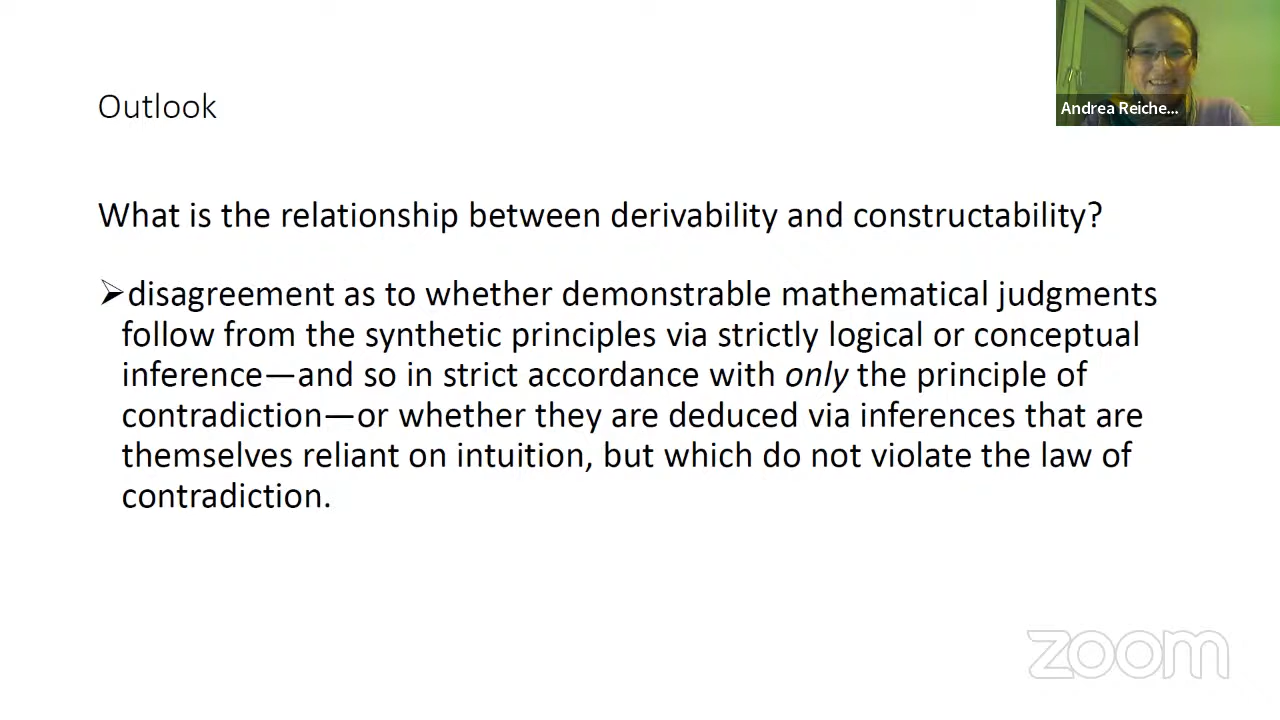 Andrea Reiche...
Outlook
What is the relationship between derivability and constructability?
➤disagreement as to whether demonstrable mathematical judgments
follow from the synthetic principles via strictly logical or conceptual
inference—and so in strict accordance with only the principle of
contradiction—or whether they are deduced via inferences that are
themselves reliant on intuition, but which do not violate the law of
contradiction.
zoom